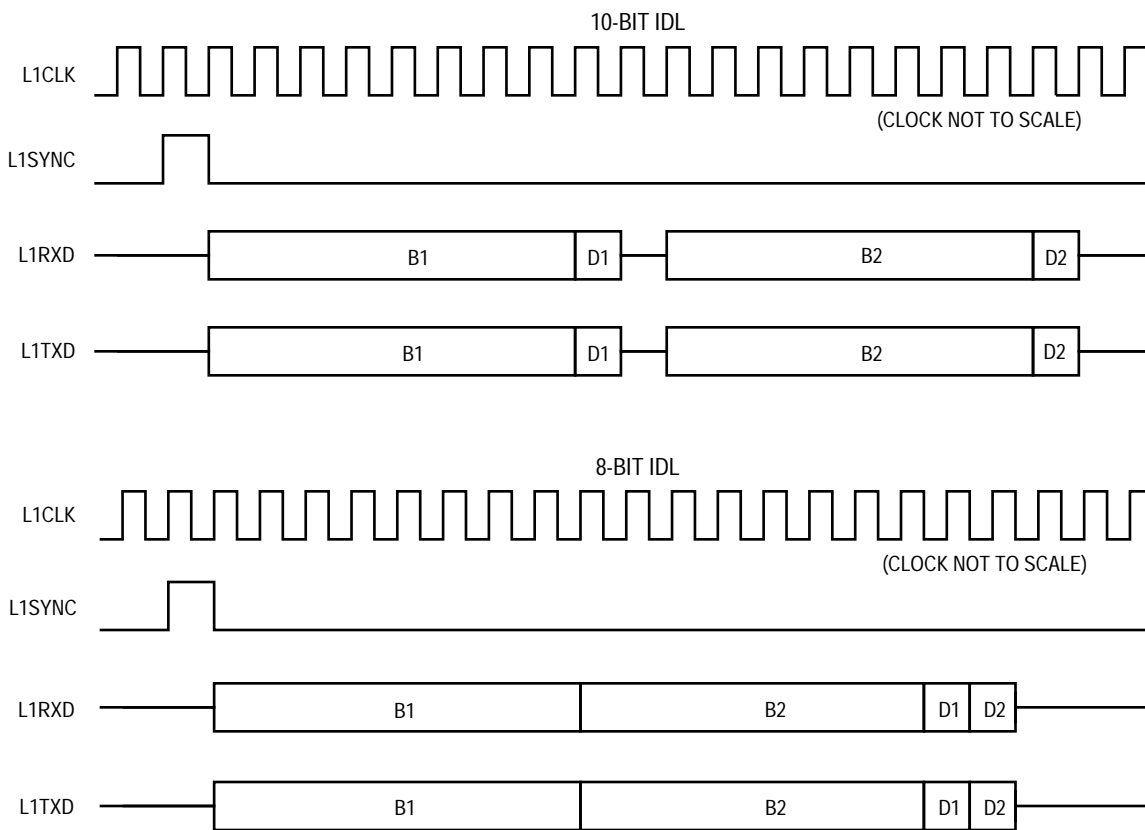 10-BIT IDL
L1CLK
(CLOCK NOT TO SCALE)
L1SYNC
L1RXD B1 D1 B2 D2
L1TXD B1 D1 B2 D2
8-BIT IDL
L1CLK
(CLOCK NOT TO SCALE)
L1SYNC
L1RXD B1 B2 D1 D2
L1TXD B1 B2 D1 D2